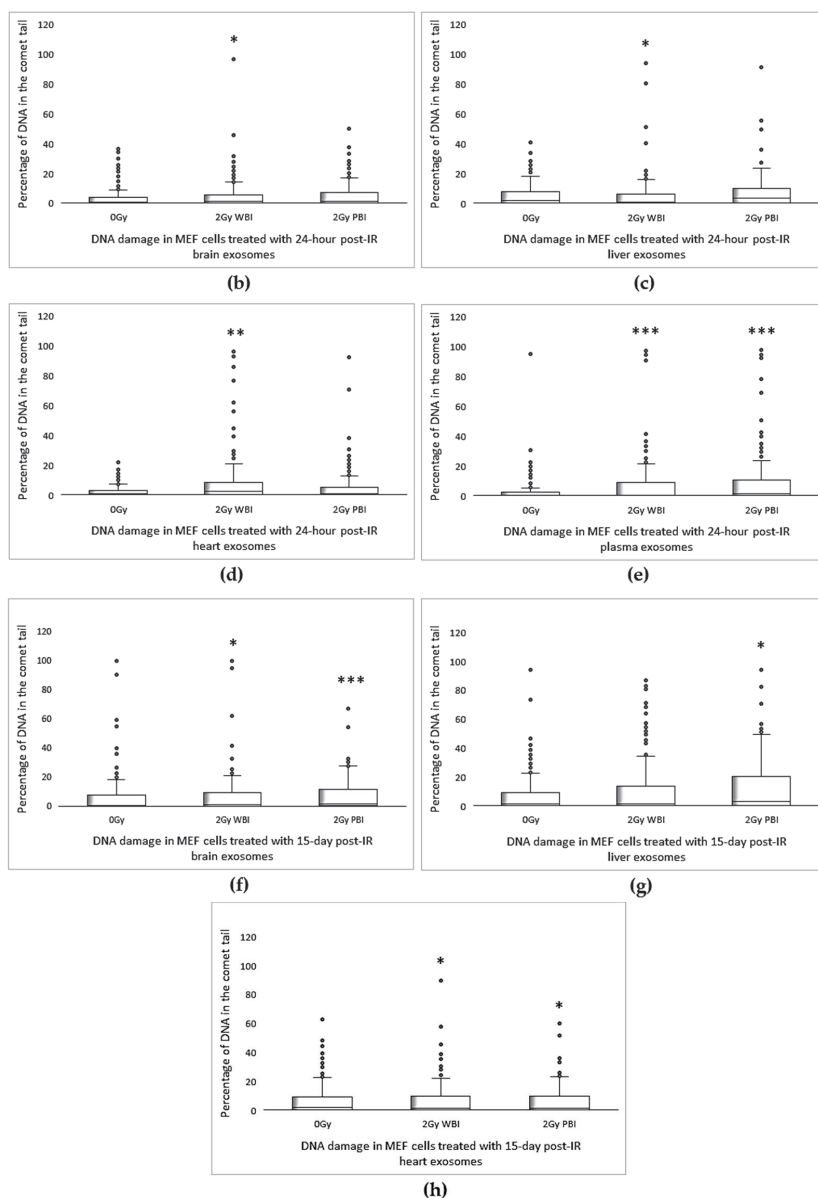 Percentage of DNA in the comet tail
120
100
80
60
40
20
0
*
0Gy
2Gy WBI
2Gy PBI
DNA damage in MEF cells treated with 24-hour post-IR
brain exosomes
(b)
Percentage of DNA in the comet tail
120
100
80
60
40
20
0
*
0Gy
2Gy WBI
2Gy PBI
DNA damage in MEF cells treated with 24-hour post-IR
liver exosomes
(c)
Percentage of DNA in the comet tail
120
100
80
60
40
20
0
**
0Gy
2Gy WBI
2Gy PBI
DNA damage in MEF cells treated with 24-hour post-IR
heart exosomes
(d)
Percentage of DNA in the comet tail
120
100
80
60
40
20
0
***
***
0Gy
2Gy WBI
2Gy PBI
DNA damage in MEF cells treated with 24-hour post-IR
plasma exosomes
(e)
Percentage of DNA in the comet tail
120
100
80
60
40
20
0
*
***
0Gy
2Gy WBI
2Gy PBI
DNA damage in MEF cells treated with 15-day post-IR
brain exosomes
(f)
Percentage of DNA in the comet tail
120
100
80
60
40
20
0
*
0Gy
2Gy WBI
2Gy PBI
DNA damage in MEF cells treated with 15-day post-IR
liver exosomes
(g)
Percentage of DNA in the comet tail
120
100
80
60
40
20
0
*
*
0Gy
2Gy WBI
2Gy PBI
DNA damage in MEF cells treated with 15-day post-IR
heart exosomes
(h)